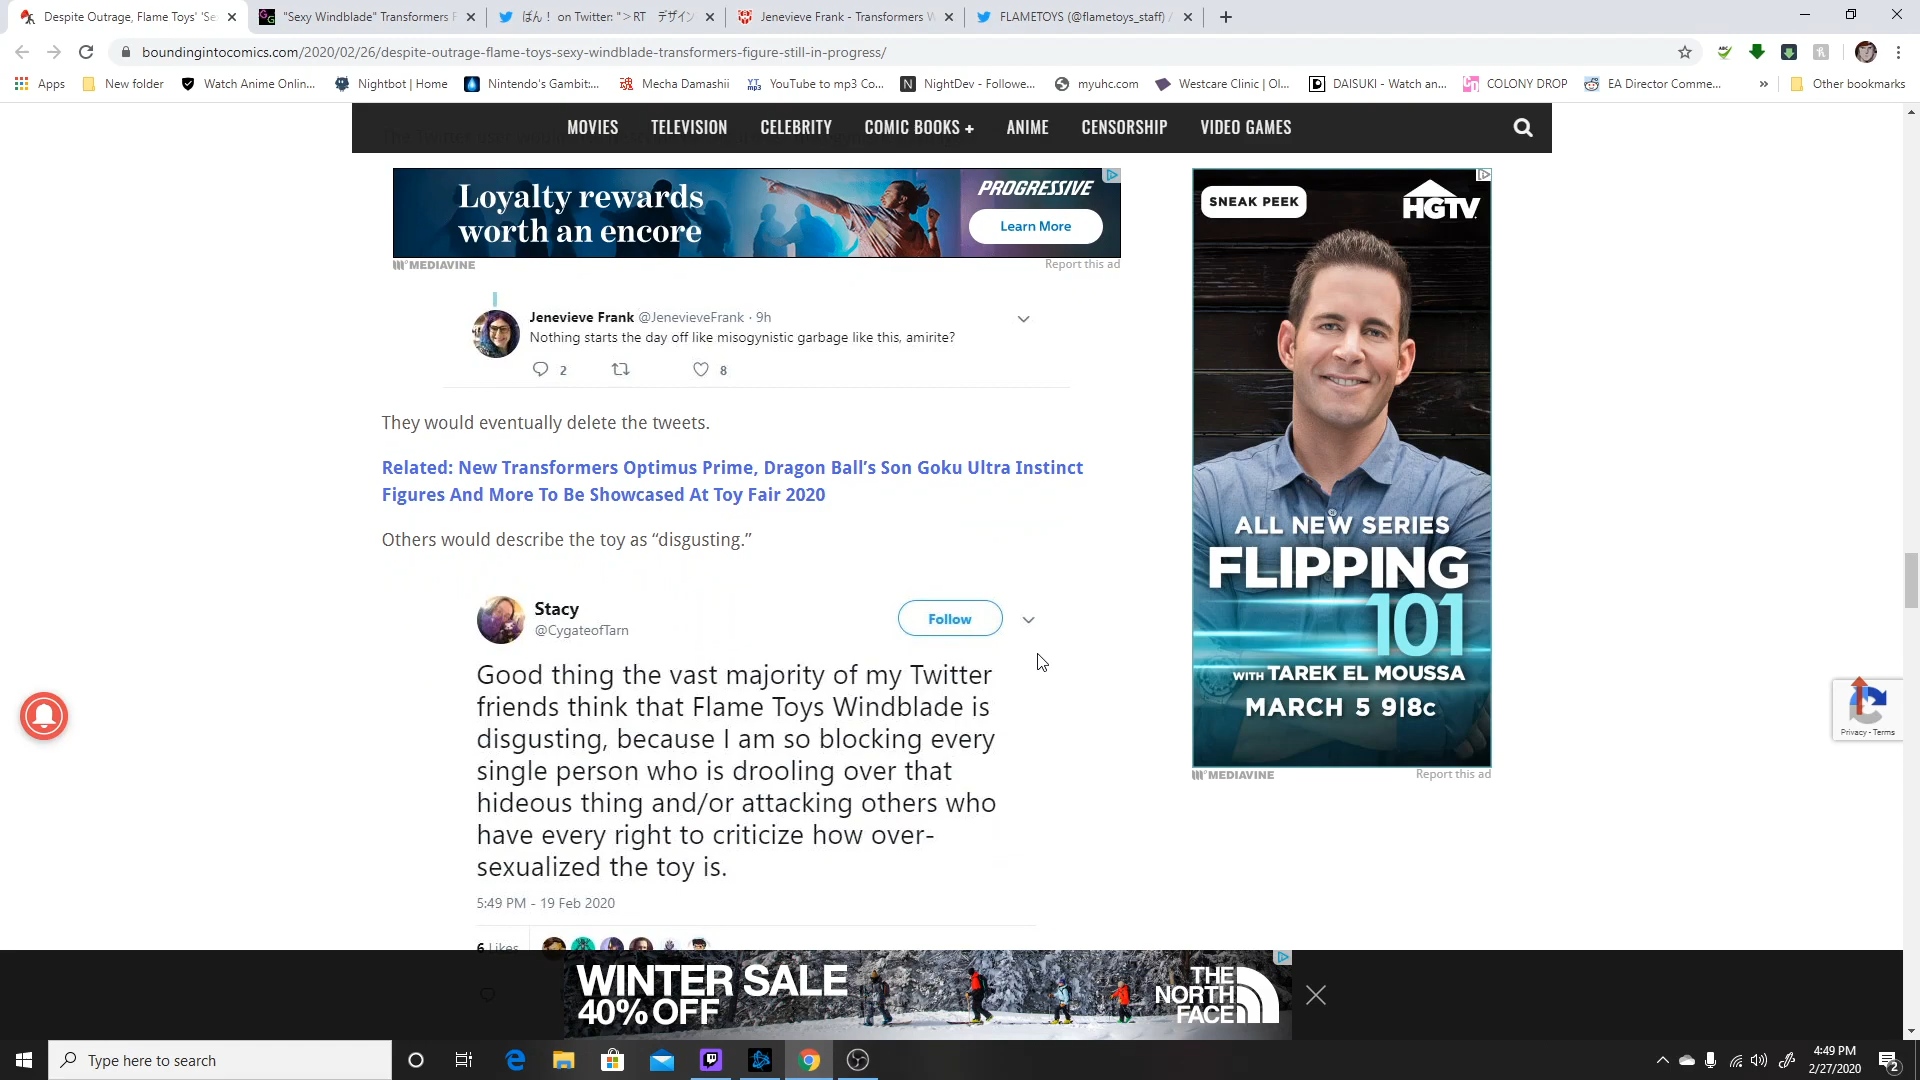 Despite Outrage, Flame Toys' 'Se
"Sexy Windblade" Transformers F
ばん！ on Twitter: "＞RT　デザイン
Jenevieve Frank - Transformers W
FLAMETOYS (@flametoys_staff) /
boundingintocomics.com/2020/02/26/despite-outrage-flame-toys-sexy-windblade-transformers-figure-still-in-progress/
Apps
New folder
Watch Anime Onlin...
Nightbot | Home
Nintendo's Gambit:...
Mecha Damashii
YouTube to mp3 Co...
NightDev - Followe...
myuhc.com
Westcare Clinic | Ol...
DAISUKI - Watch an...
COLONY DROP
EA Director Comme...
»
Other bookmarks
MOVIES TELEVISION CELEBRITY COMIC BOOKS + ANIME CENSORSHIP VIDEO GAMES
Loyalty rewards
worth an encore
PROGRESSIVE
Learn More
MEDIAVINE
Report this ad
Jenevieve Frank @JenevieveFrank · 9h
Nothing starts the day off like misogynistic garbage like this, amirite?
2
8
They would eventually delete the tweets.
Related: New Transformers Optimus Prime, Dragon Ball’s Son Goku Ultra Instinct
Figures And More To Be Showcased At Toy Fair 2020
Others would describe the toy as “disgusting.”
Stacy
@CygateofTarn
Follow
Good thing the vast majority of my Twitter
friends think that Flame Toys Windblade is
disgusting, because I am so blocking every
single person who is drooling over that
hideous thing and/or attacking others who
have every right to criticize how over-
sexualized the toy is.
5:49 PM - 19 Feb 2020
6 Likes
SNEAK PEEK
HGTV
ALL NEW SERIES
FLIPPING
101
WITH TAREK EL MOUSSA
MARCH 5 9|8c
MEDIAVINE
Report this ad
Privacy - Terms
WINTER SALE
40% OFF
THE
NORTH
FACE
Type here to search
4:49 PM
2/27/2020
2